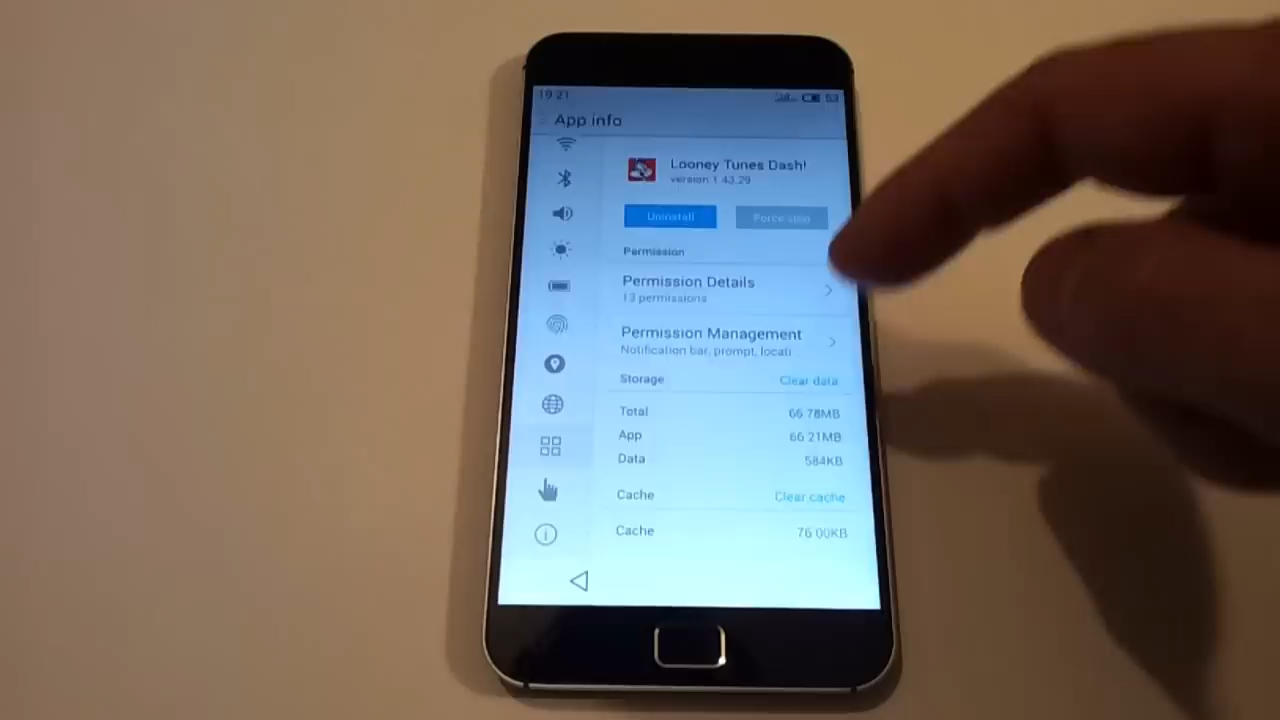 19 21
App info
Looney Tunes Dash!
version 1.43.29
Uninstall
Force stop
Permission
Permission Details
13 permissions
Permission Management
Notification bar, prompt, locati
Storage
Clear data
Total
66.78MB
App
66.21MB
Data
584KB
Cache
Clear cache
Cache
76.00KB